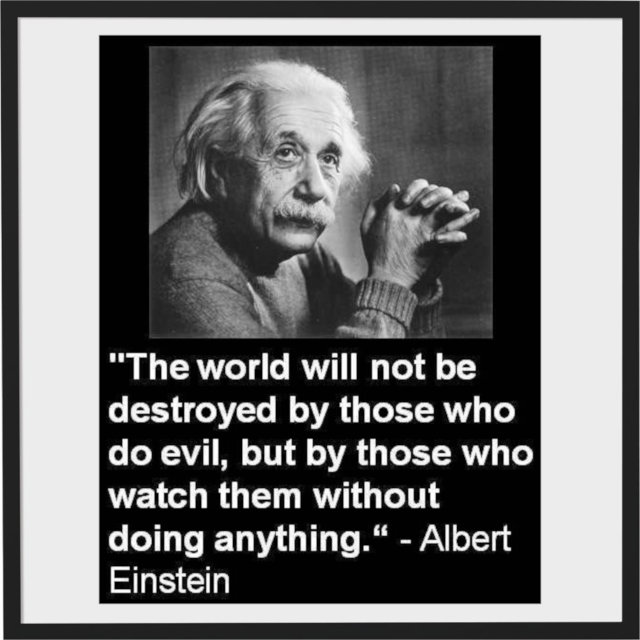 "The world will not be
destroyed by those who
do evil, but by those who
watch them without
doing anything.“ - Albert
Einstein